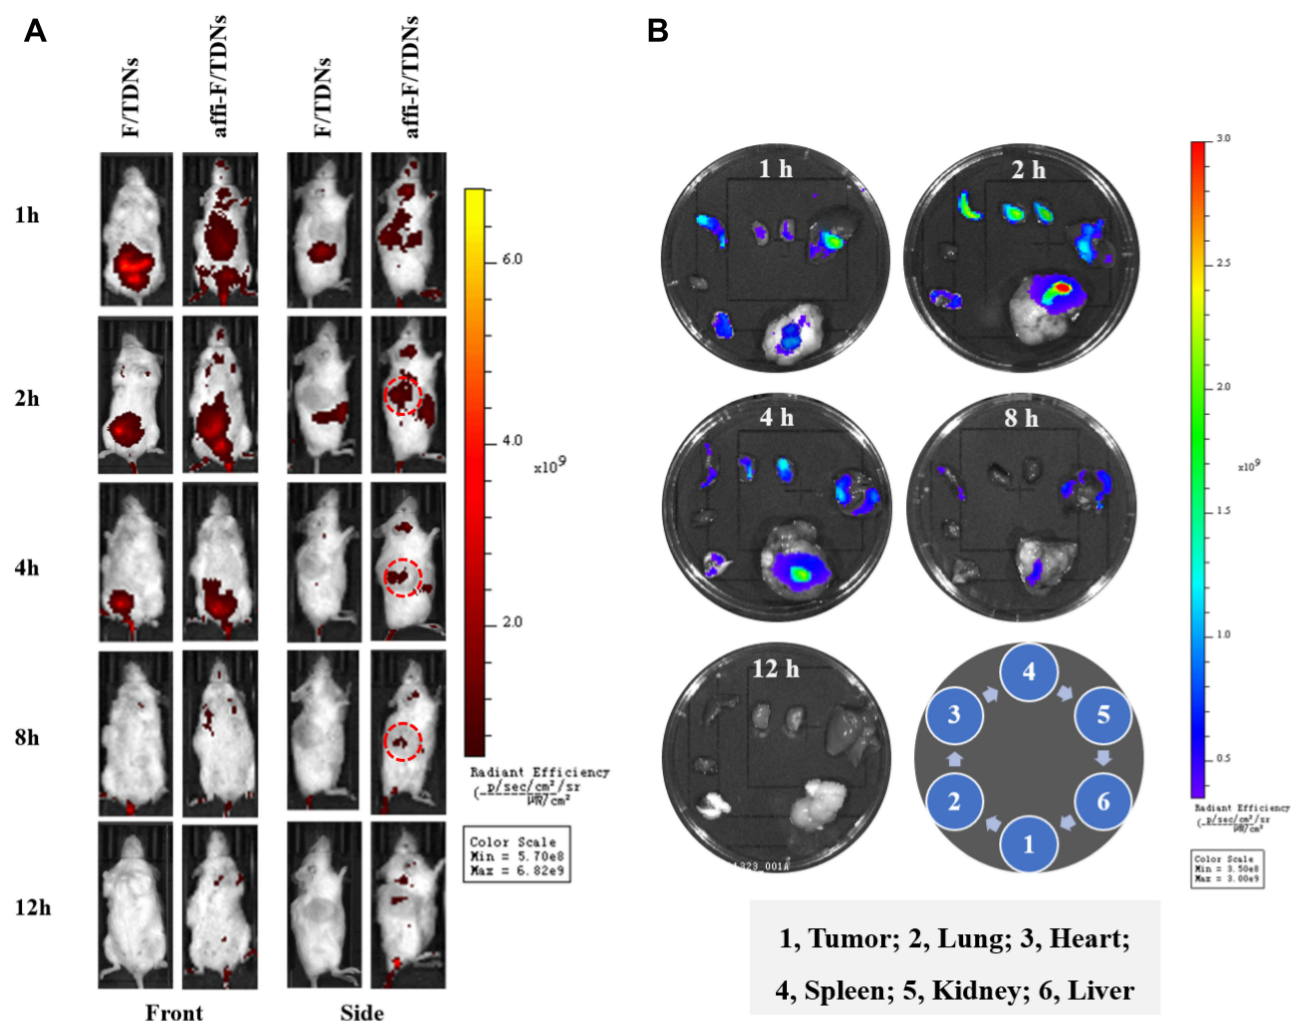 A
F/TDNs
affi-F/TDNs
F/TDNs
affi-F/TDNs
1h
2h
4h
8h
12h
Front
Side
6.0
4.0
x10⁹
2.0
Radiant Efficiency
(p/sec/cm²/sr
µW/cm²
Color Scale
Min = 5.70e8
Max = 6.82e9
B
1 h
2 h
4 h
8 h
12 h
1
2
3
4
5
6
3.0
2.5
2.0
x10⁹
1.5
1.0
0.5
Radiant Efficiency
(p/sec/cm²/sr
µW/cm²
Color Scale
Min = 3.50e8
Max = 3.00e9
1, Tumor; 2, Lung; 3, Heart;
4, Spleen; 5, Kidney; 6, Liver